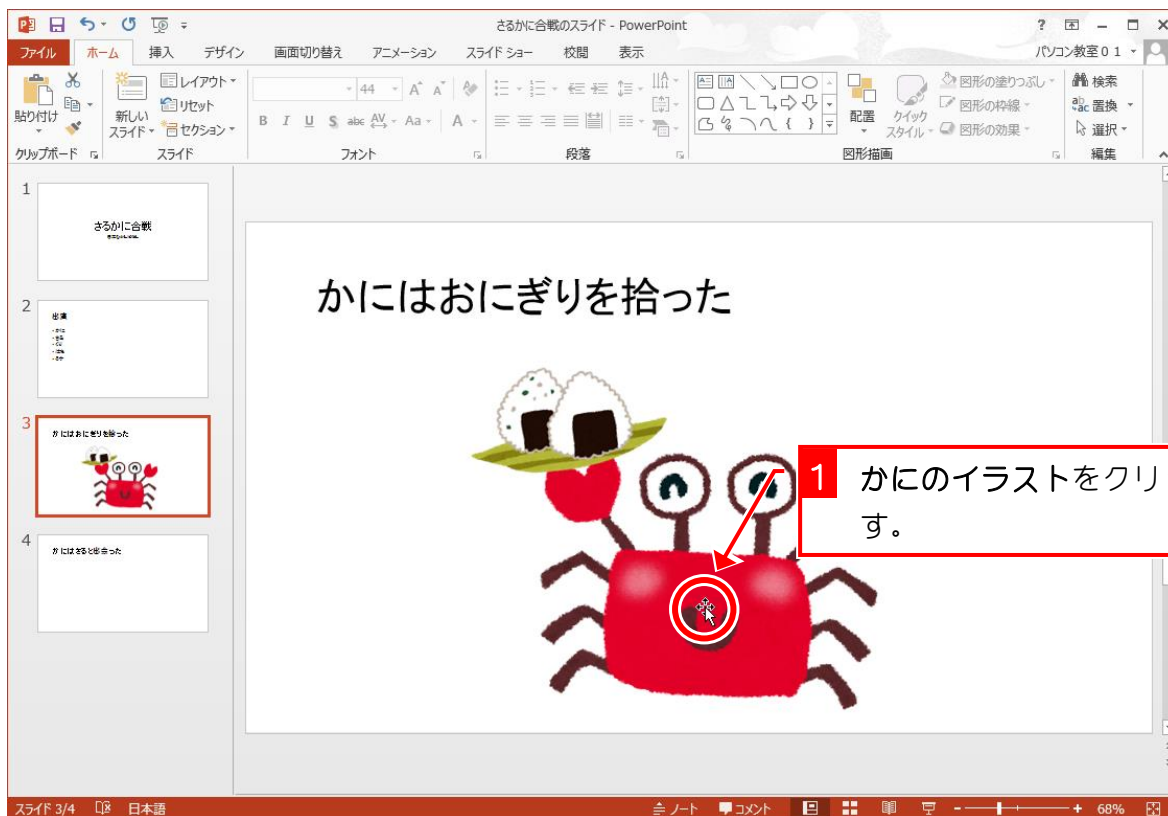 さるかに合戦のスライド - PowerPoint
ファイル ホーム 挿入 デザイン 画面切り替え アニメーション スライド ショー 校閲 表示 パソコン教室01
貼り付け
新しい
スライド
レイアウト
リセット
セクション
44
B I U S abc AV Aa A
配置
クイック
スタイル
図形の塗りつぶし
図形の枠線
図形の効果
検索
置換
選択
クリップボード スライド フォント 段落 図形描画 編集
1
さるかに合戦
2
出演
3
かにはおにぎりを拾った
4
かにはさると出会った
かにはおにぎりを拾った
1 かにのイラストをクリ
す。
スライド 3/4 日本語 ノート コメント 68%